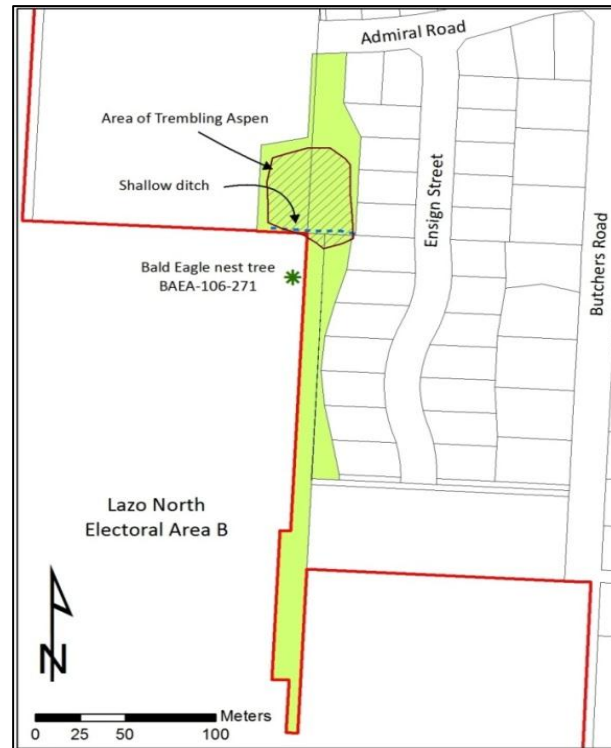 Admiral Road
Area of Trembling Aspen
Shallow ditch
Ensign Street
Butchers Road
Bald Eagle nest tree
BAEA-106-271
Lazo North
Electoral Area B
N
Meters
0 25 50 100